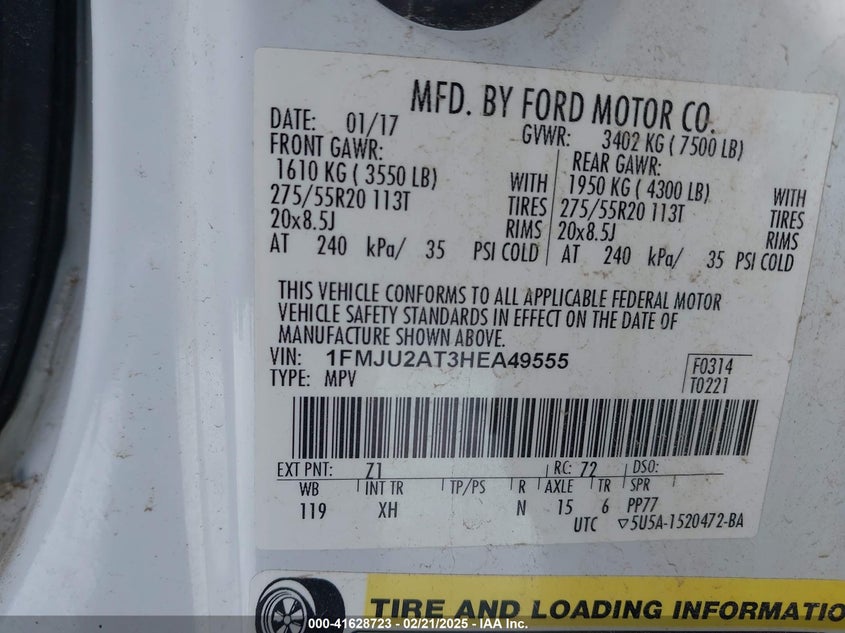 MFD. BY FORD MOTOR CO.
DATE: 01/17 GVWR: 3402 KG ( 7500 LB)
FRONT GAWR: REAR GAWR:
1610 KG ( 3550 LB) WITH 1950 KG ( 4300 LB) WITH
275/55R20 113T TIRES 275/55R20 113T TIRES
20x8.5J RIMS 20x8.5J RIMS
AT 240 kPa/ 35 PSI COLD AT 240 kPa/ 35 PSI COLD
THIS VEHICLE CONFORMS TO ALL APPLICABLE FEDERAL MOTOR
VEHICLE SAFETY STANDARDS IN EFFECT ON THE DATE OF
MANUFACTURE SHOWN ABOVE.
VIN: 1FMJU2AT3HEA49555 F0314
TYPE: MPV T0221
EXT PNT: Z1 RC: 72 DSO:
WB INT TR TP/PS R AXLE TR SPR
119 XH N 15 6 PP77
UTC ▽5U5A-1520472-BA
TIRE AND LOADING INFORMATION
000-41628723 - 02/21/2025 - IAA Inc.